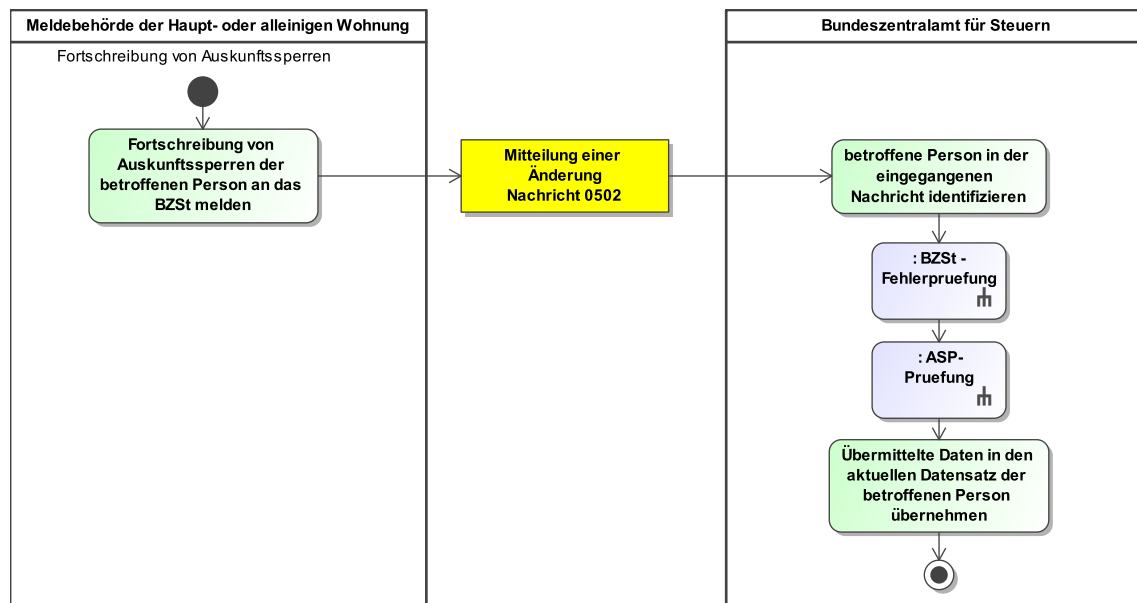 Meldebehörde der Haupt- oder alleinigen Wohnung
Fortschreibung von Auskunftssperren
Fortschreibung von
Auskunftssperren der
betroffenen Person an das
BZSt melden
Mitteilung einer
Änderung
Nachricht 0502
Bundeszentralamt für Steuern
betroffene Person in der
eingegangenen
Nachricht identifizieren
: BZSt -
Fehlerpruefung
: ASP-
Pruefung
Übermittelte Daten in den
aktuellen Datensatz der
betroffenen Person
übernehmen